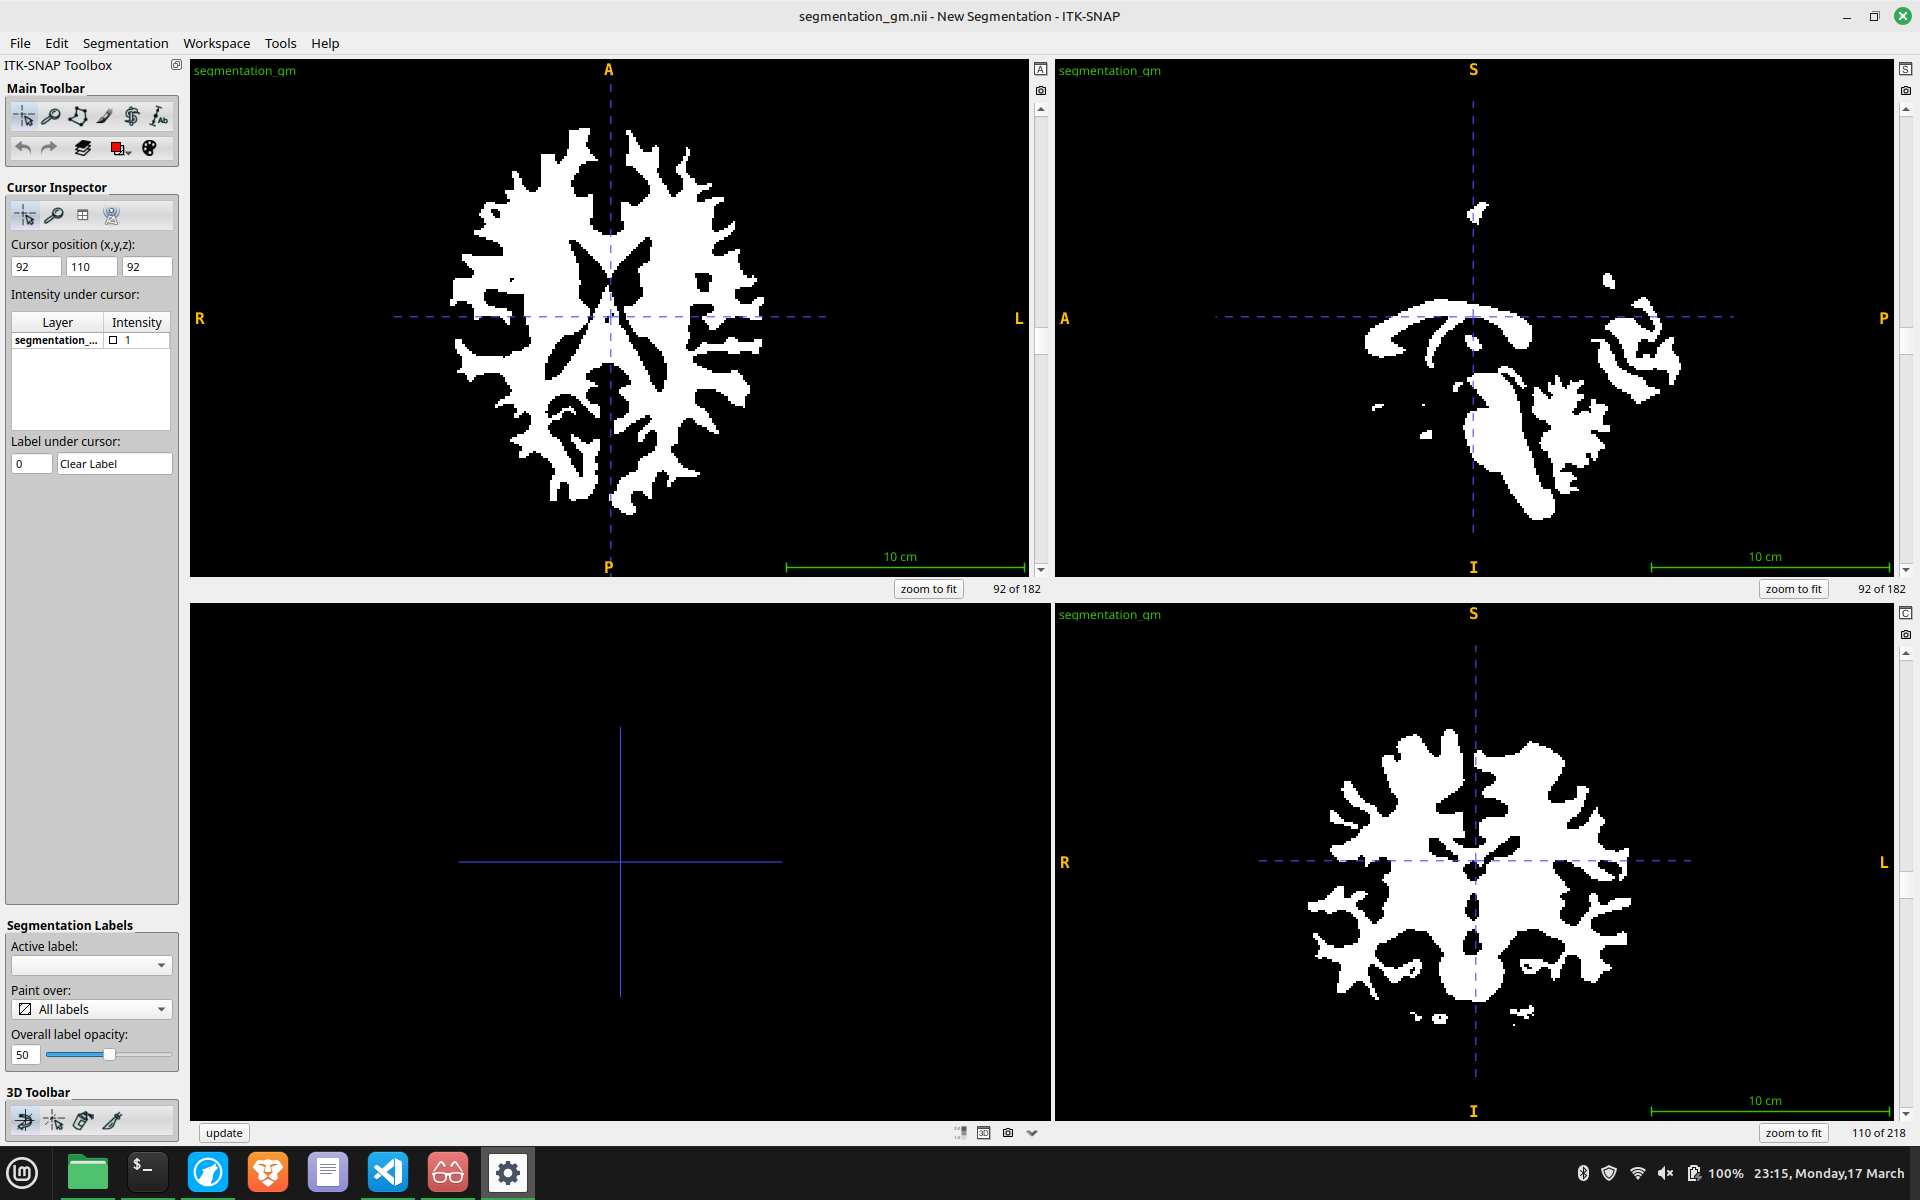 segmentation_gm.nii - New Segmentation - ITK-SNAP
File Edit Segmentation Workspace Tools Help
ITK-SNAP Toolbox
Main Toolbar
Ab
Cursor Inspector
Cursor position (x,y,z):
92 110 92
Intensity under cursor:
Layer Intensity
segmentation_... 1
Label under cursor:
0 Clear Label
Segmentation Labels
Active label:
Paint over:
All labels
Overall label opacity:
50
3D Toolbar
segmentation_gm
A
R
L
P
10 cm
A
zoom to fit 92 of 182
segmentation_gm
S
A
P
I
10 cm
S
zoom to fit 92 of 182
update
3D
segmentation_gm
S
R
L
I
10 cm
C
zoom to fit 110 of 218
$_
100% 23:15, Monday,17 March